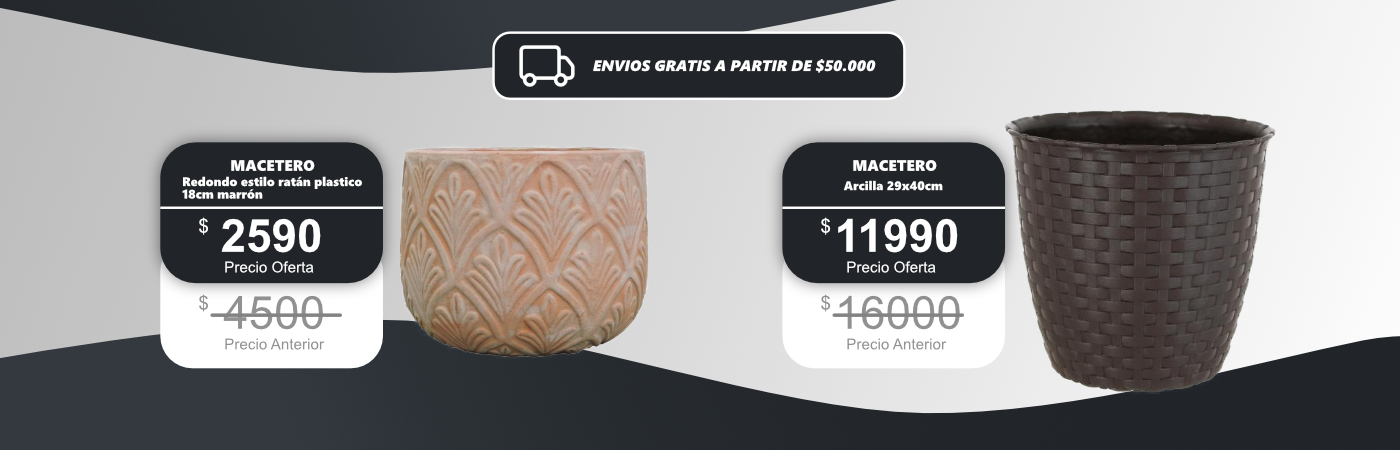 ENVIOS GRATIS A PARTIR DE $50.000
MACETERO
Redondo estilo ratán plastico
18cm marrón
$ 2590
Precio Oferta
$ 4500
Precio Anterior
MACETERO
Arcilla 29x40cm
$ 11990
Precio Oferta
$ 16000
Precio Anterior